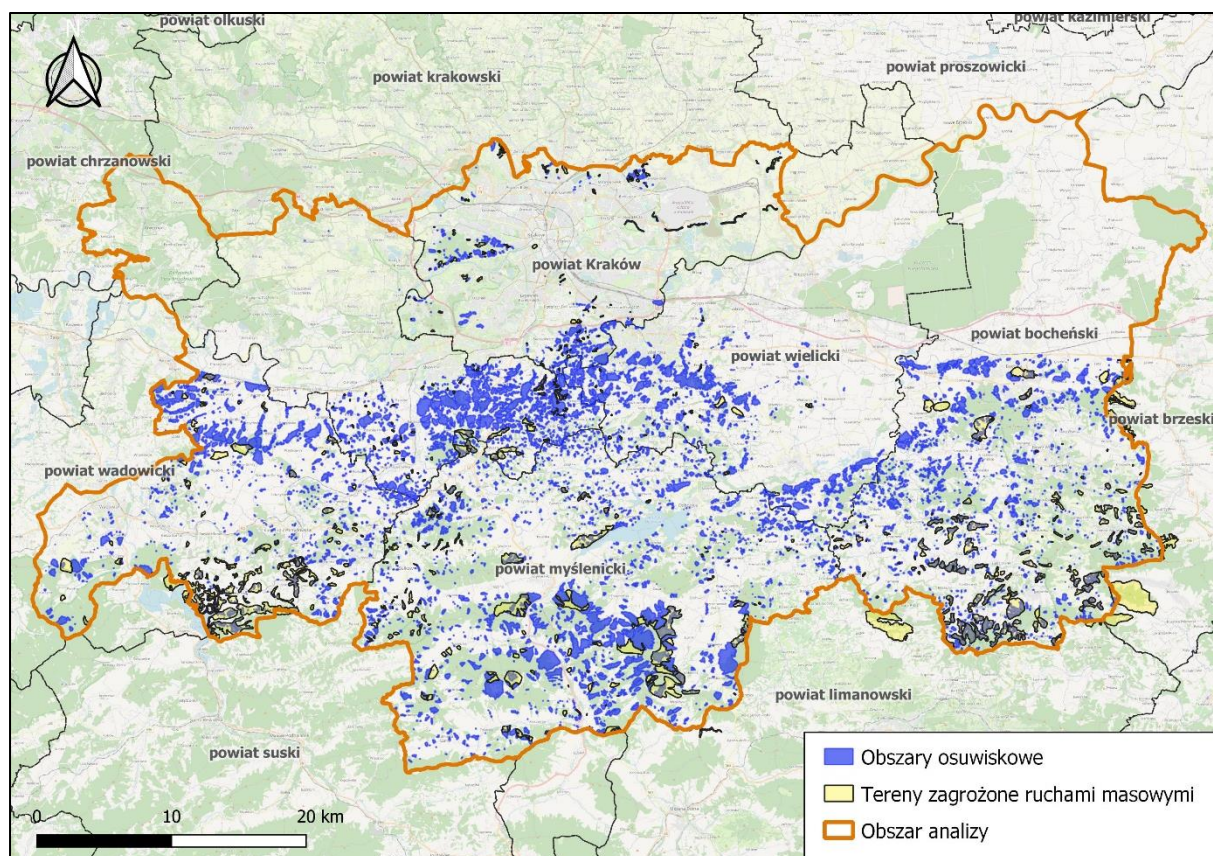 powiat olkuski
powiat kazimierski
powiat krakowski
powiat proszowicki
powiat chrzanowski
powiat Kraków
powiat bocheński
powiat wielicki
powiat brzeski
powiat wadowicki
powiat myślenicki
powiat limanowski
powiat suski
Obszary osuwiskowe
Tereny zagrożone ruchami masowymi
Obszar analizy
0 10 20 km